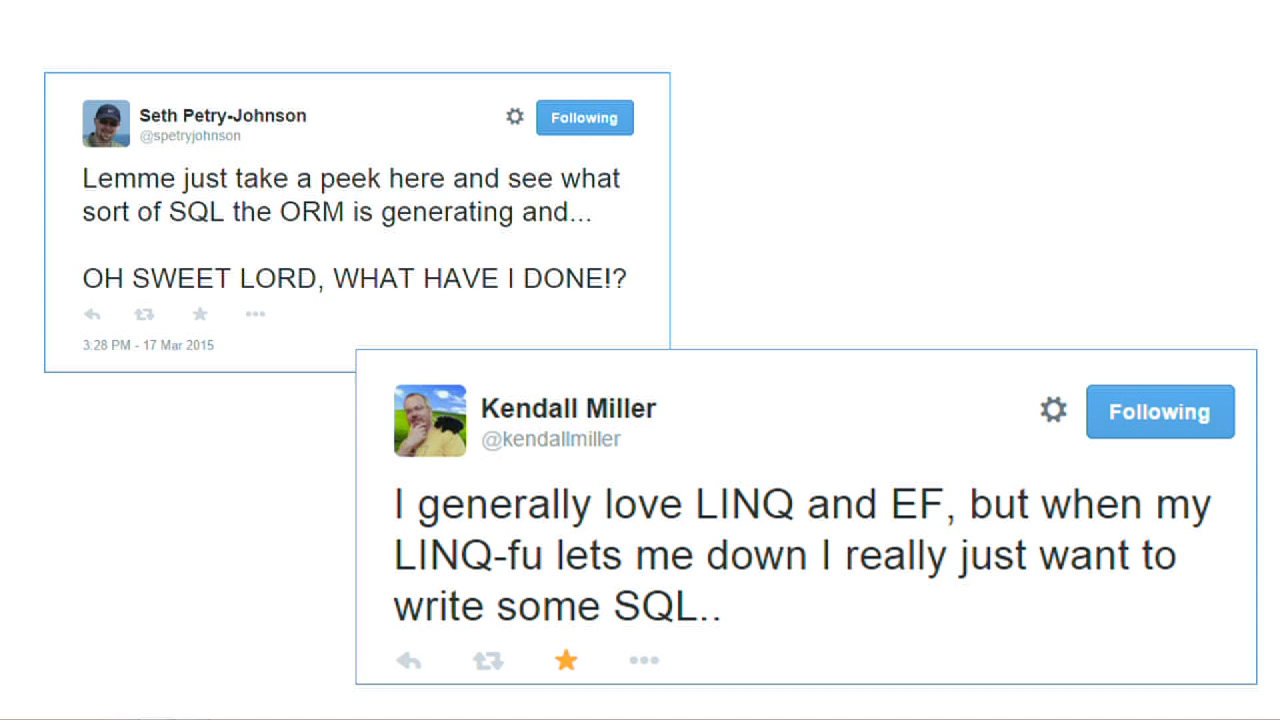 Seth Petry-Johnson
@spetryjohnson
Following
Lemme just take a peek here and see what
sort of SQL the ORM is generating and...
OH SWEET LORD, WHAT HAVE I DONE!?
3:28 PM - 17 Mar 2015
Kendall Miller
@kendallmiller
Following
I generally love LINQ and EF, but when my
LINQ-fu lets me down I really just want to
write some SQL..